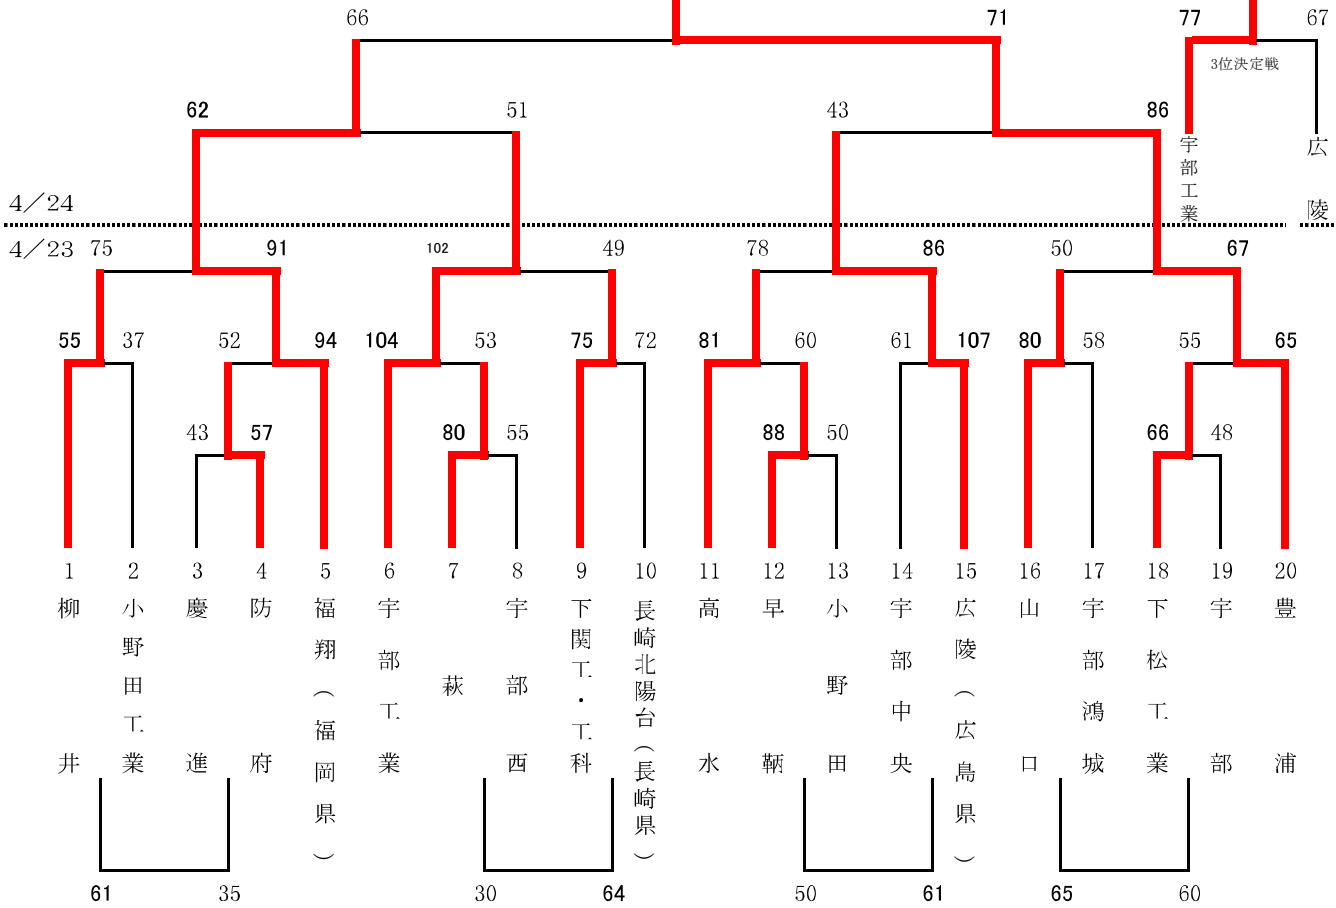 66 71 77 67
3位決定戦
62 51 43 86
宇部工業
広陵
4/24
4/23 75 91 102 49 78 86 50 67
55 37 52 94 104 53 75 72 81 60 61 107 80 58 55 65
43 57 80 55 88 50 66 48
1 2 3 4 5 6 7 8 9 10 11 12 13 14 15 16 17 18 19 20
柳井
小野田工業
慶進
防府
福翔(福岡県)
宇部工業
萩
宇部西
下関工・工科
長崎北陽台(長崎県)
高水
早鞆
小野田
宇部中央
広陵(広島県)
山口
宇部鴻城
下松工業
宇部
豊浦
61 35 30 64 50 61 65 60